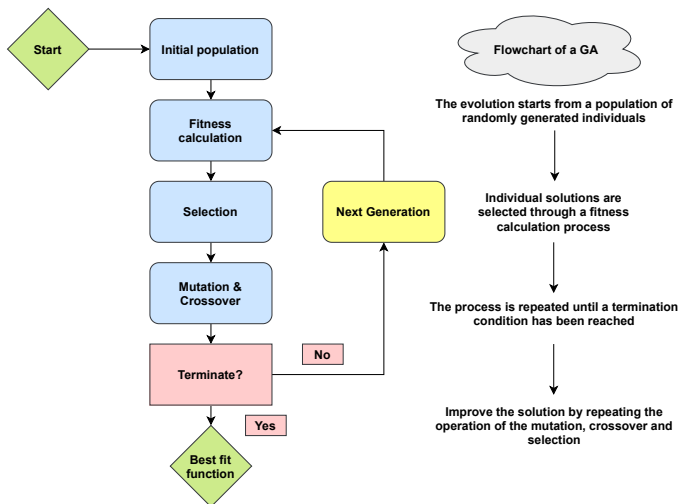 Start
Initial population
Fitness
calculation
Selection
Next Generation
Mutation &
Crossover
Terminate?
No
Yes
Best fit
function
Flowchart of a GA
The evolution starts from a population of
randomly generated individuals
Individual solutions are
selected through a fitness
calculation process
The process is repeated until a termination
condition has been reached
Improve the solution by repeating the
operation of the mutation, crossover and
selection